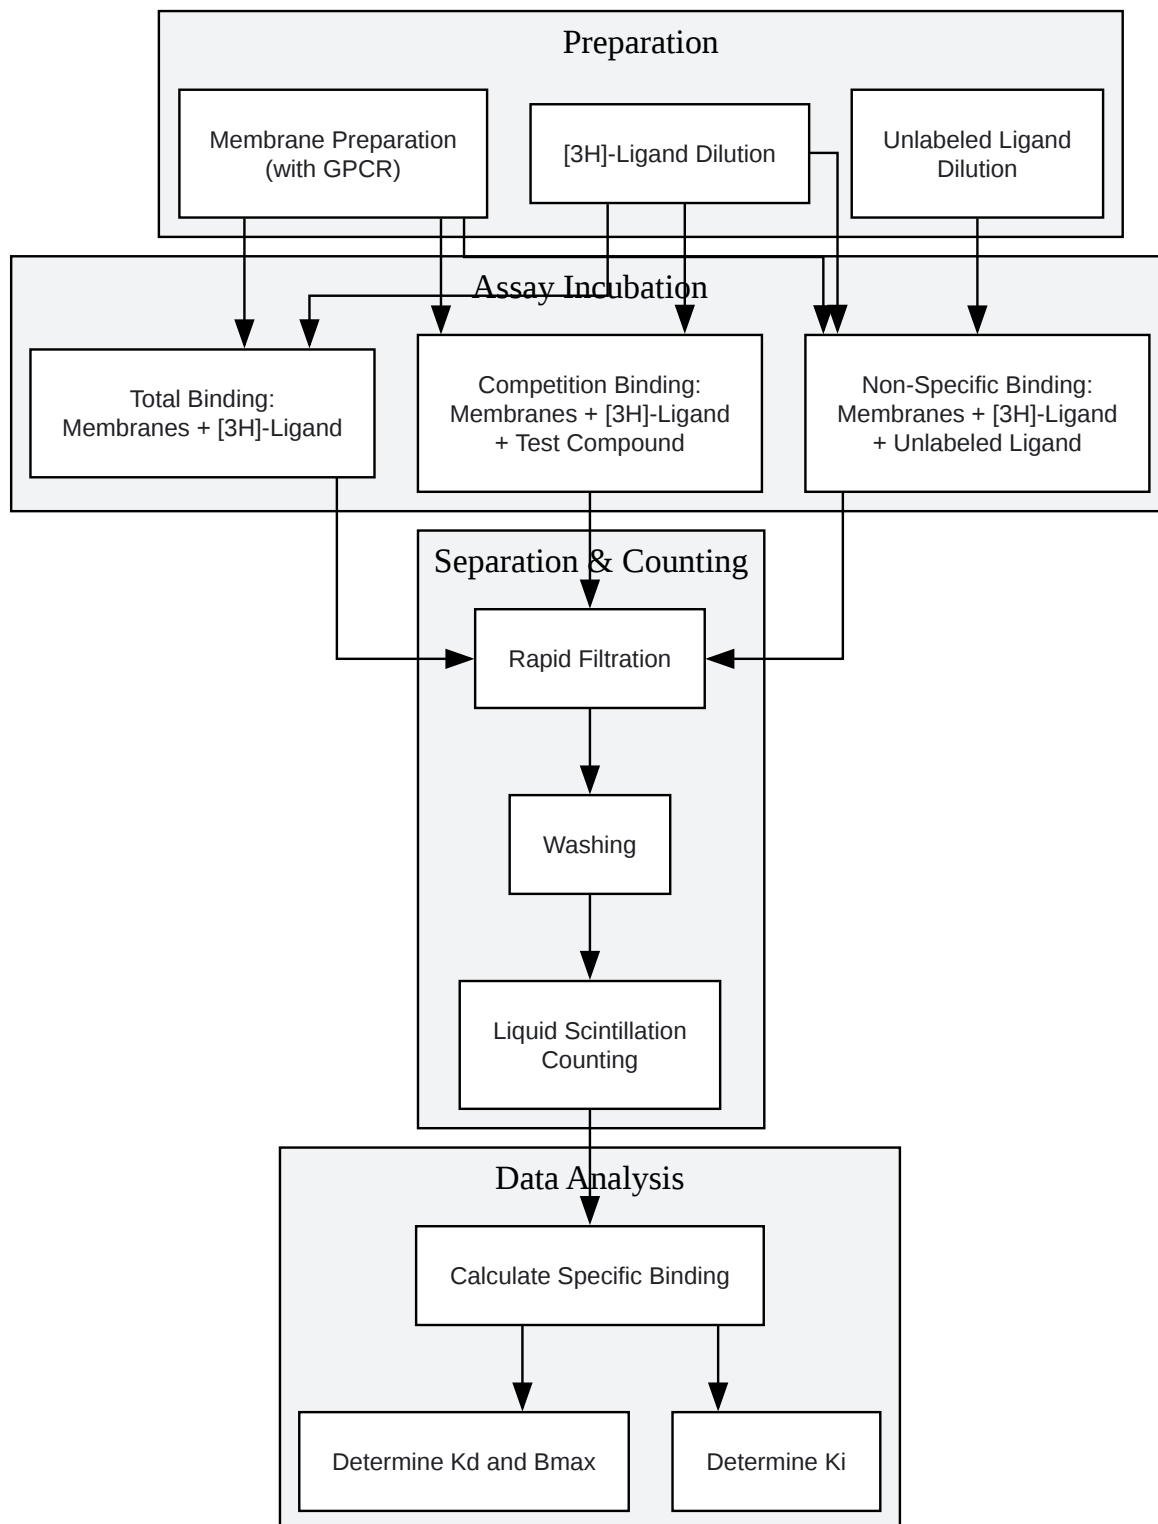 Preparation
Membrane Preparation
(with GPCR)
[3H]-Ligand Dilution
Unlabeled Ligand
Dilution
Assay Incubation
Total Binding:
Membranes + [3H]-Ligand
Competition Binding:
Membranes + [3H]-Ligand
+ Test Compound
Non-Specific Binding:
Membranes + [3H]-Ligand
+ Unlabeled Ligand
Separation & Counting
Rapid Filtration
Washing
Liquid Scintillation
Counting
Data Analysis
Calculate Specific Binding
Determine Kd and Bmax
Determine Ki